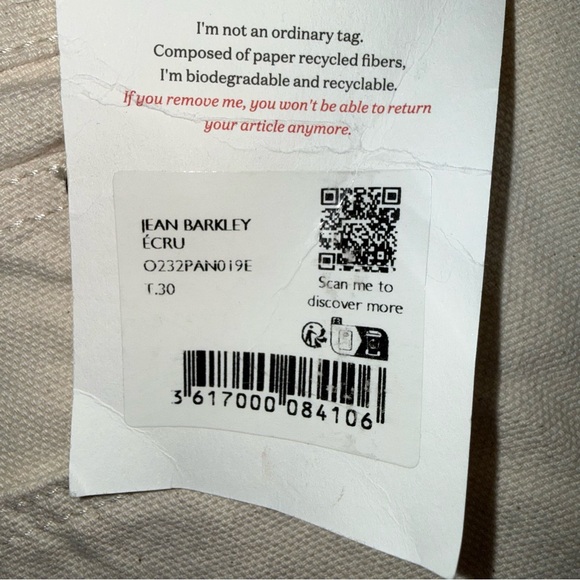 I'm not an ordinary tag.
Composed of paper recycled fibers,
I'm biodegradable and recyclable.
If you remove me, you won't be able to return
your article anymore.
JEAN BARKLEY
ÉCRU
O232PAN019E
T.30
Scan me to
discover more
FR
3 617000 084106